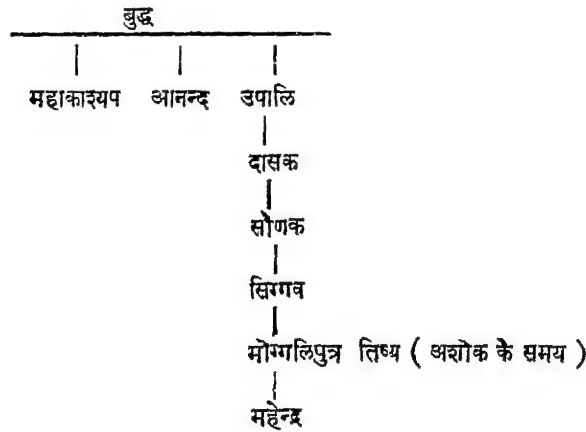 बुद्ध
महाकाश्यप आनन्द उपालि
दासक
सोणक
सिग्गव
मोग्गलिपुत्र तिष्य ( अशोक के समय )
महेन्द्र